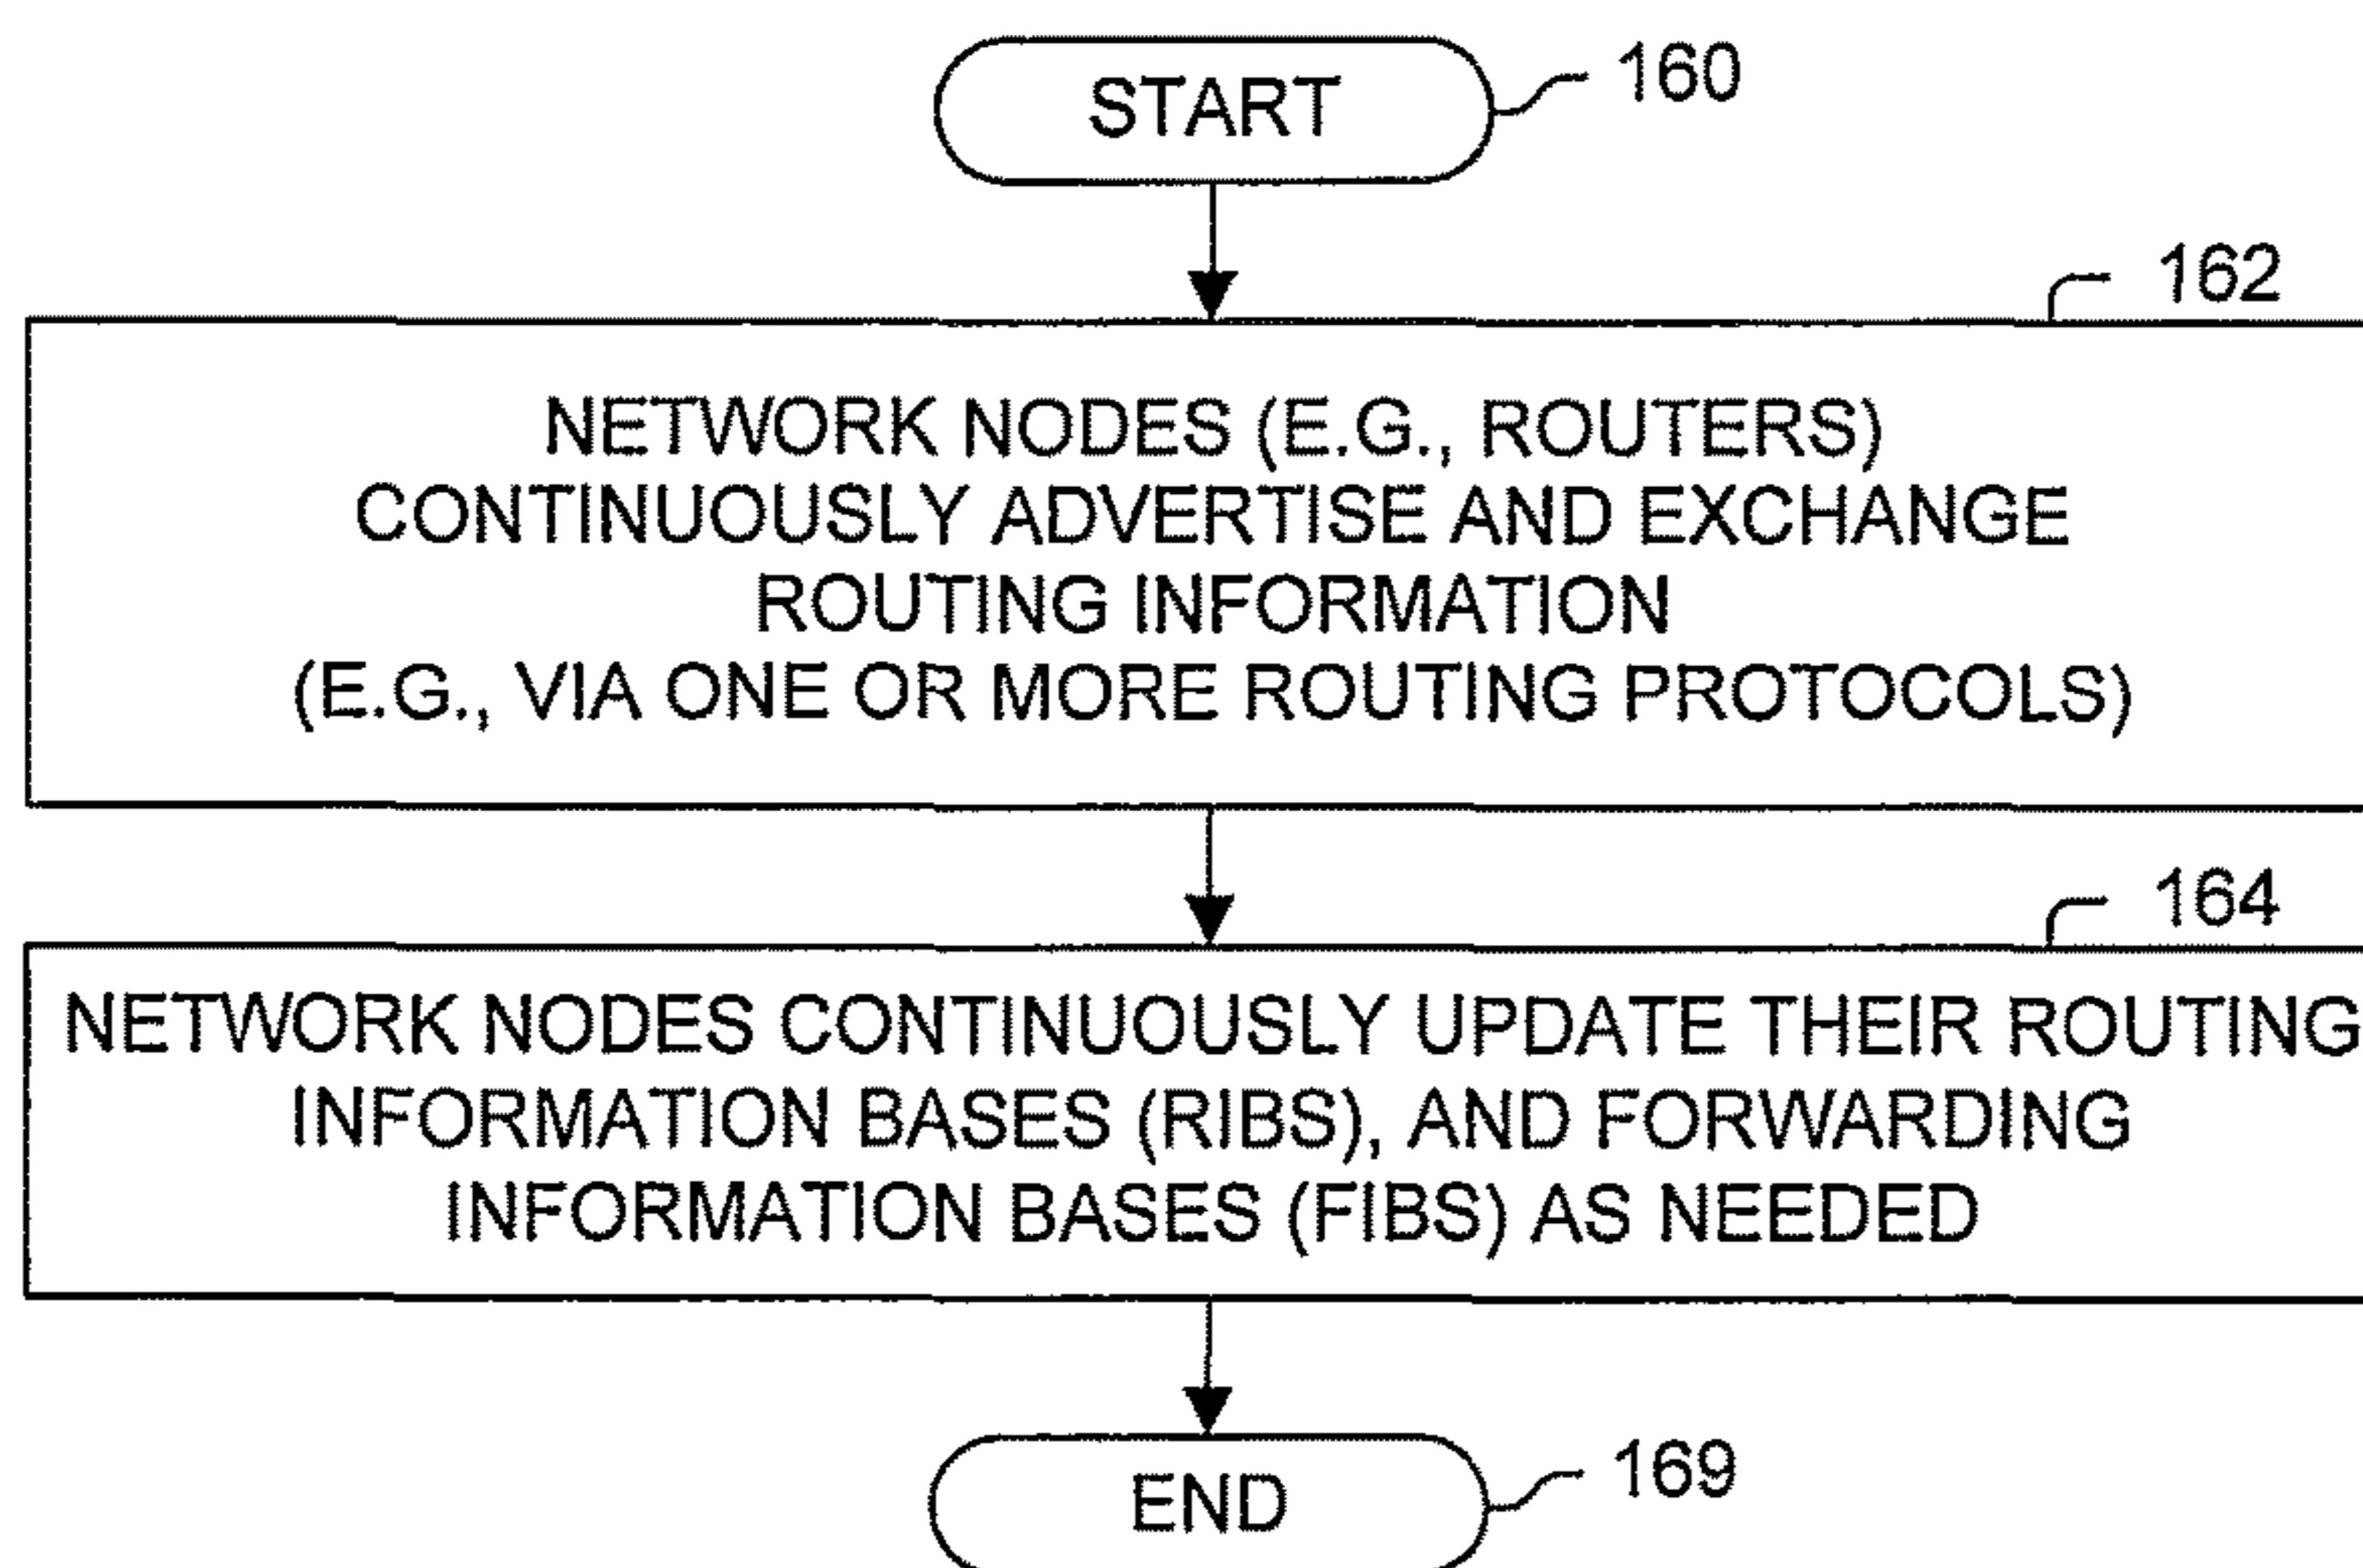 START
160
162
NETWORK NODES (E.G., ROUTERS)
CONTINUOUSLY ADVERTISE AND EXCHANGE
ROUTING INFORMATION
(E.G., VIA ONE OR MORE ROUTING PROTOCOLS)
164
NETWORK NODES CONTINUOUSLY UPDATE THEIR ROUTING
INFORMATION BASES (RIBS), AND FORWARDING
INFORMATION BASES (FIBS) AS NEEDED
END
169